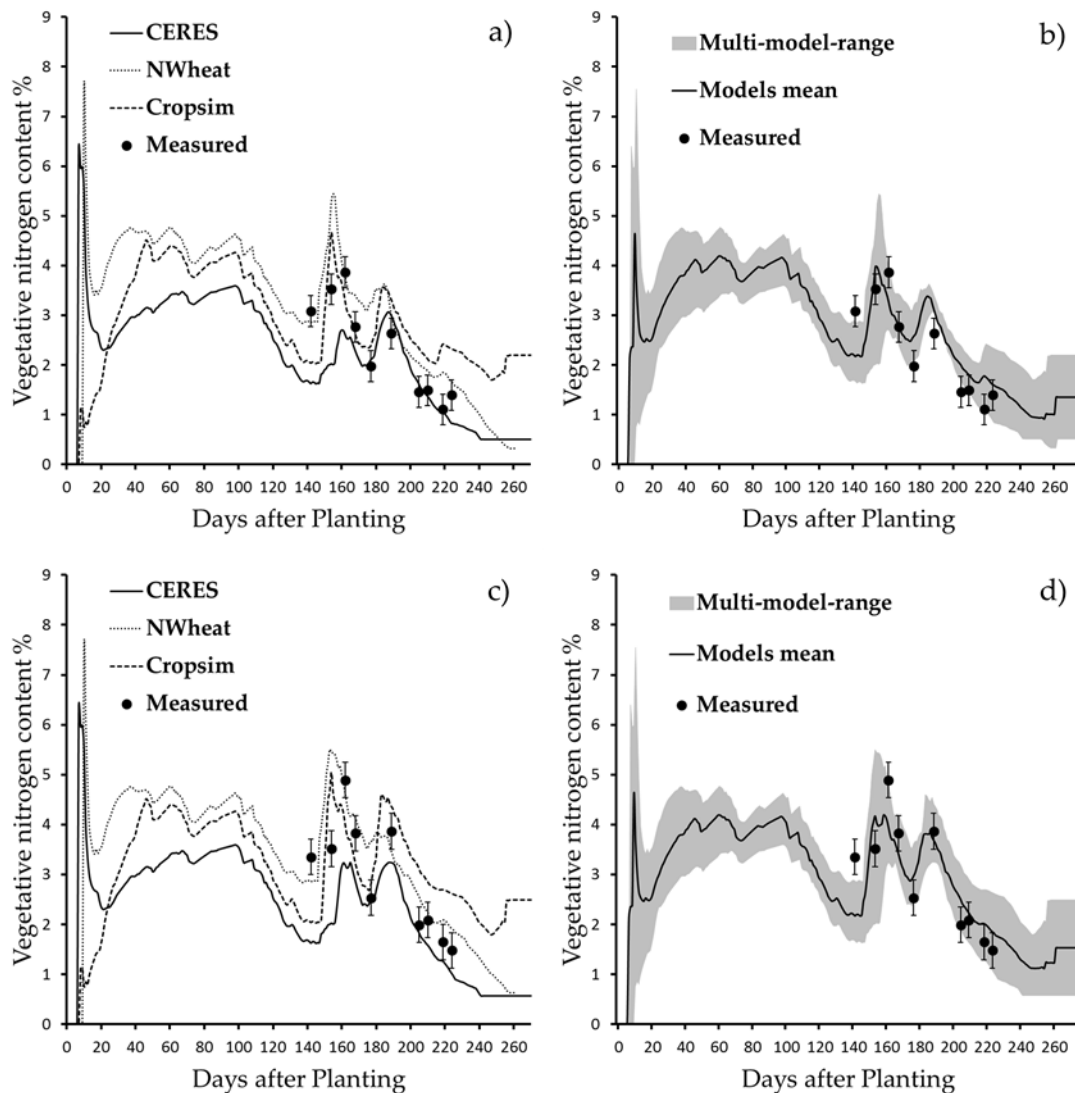 a)
CERES
NWheat
Cropsim
Measured
Vegetative nitrogen content %
9
8
7
6
5
4
3
2
1
0
0 20 40 60 80 100 120 140 160 180 200 220 240 260
Days after Planting
b)
Multi-model-range
Models mean
Measured
Vegetative nitrogen content %
9
8
7
6
5
4
3
2
1
0
0 20 40 60 80 100 120 140 160 180 200 220 240 260
Days after Planting
c)
CERES
NWheat
Cropsim
Measured
Vegetative nitrogen content %
9
8
7
6
5
4
3
2
1
0
0 20 40 60 80 100 120 140 160 180 200 220 240 260
Days after Planting
d)
Multi-model-range
Models mean
Measured
Vegetative nitrogen content %
9
8
7
6
5
4
3
2
1
0
0 20 40 60 80 100 120 140 160 180 200 220 240 260
Days after Planting